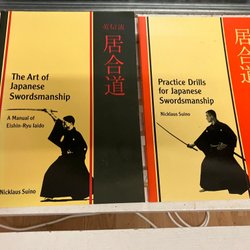 英信流
居合道
The Art of
Japanese
Swordsmanship
A Manual of
Eishin-Ryu Iaido
Nicklaus Suino
居合道
Practice Drills
for Japanese
Swordsmanship
Nicklaus Suino